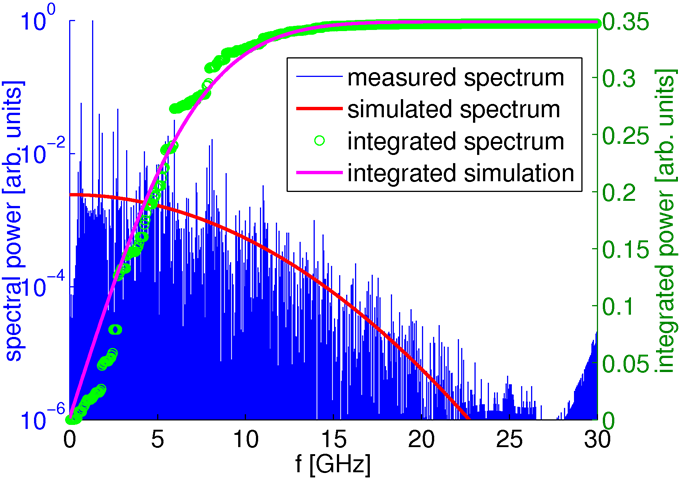 10^0
10^-2
10^-4
10^-6
spectral power [arb. units]
measured spectrum
simulated spectrum
integrated spectrum
integrated simulation
0.35
0.3
0.25
0.2
0.15
0.1
0.05
0
integrated power [arb. units]
0 5 10 15 20 25 30
f [GHz]